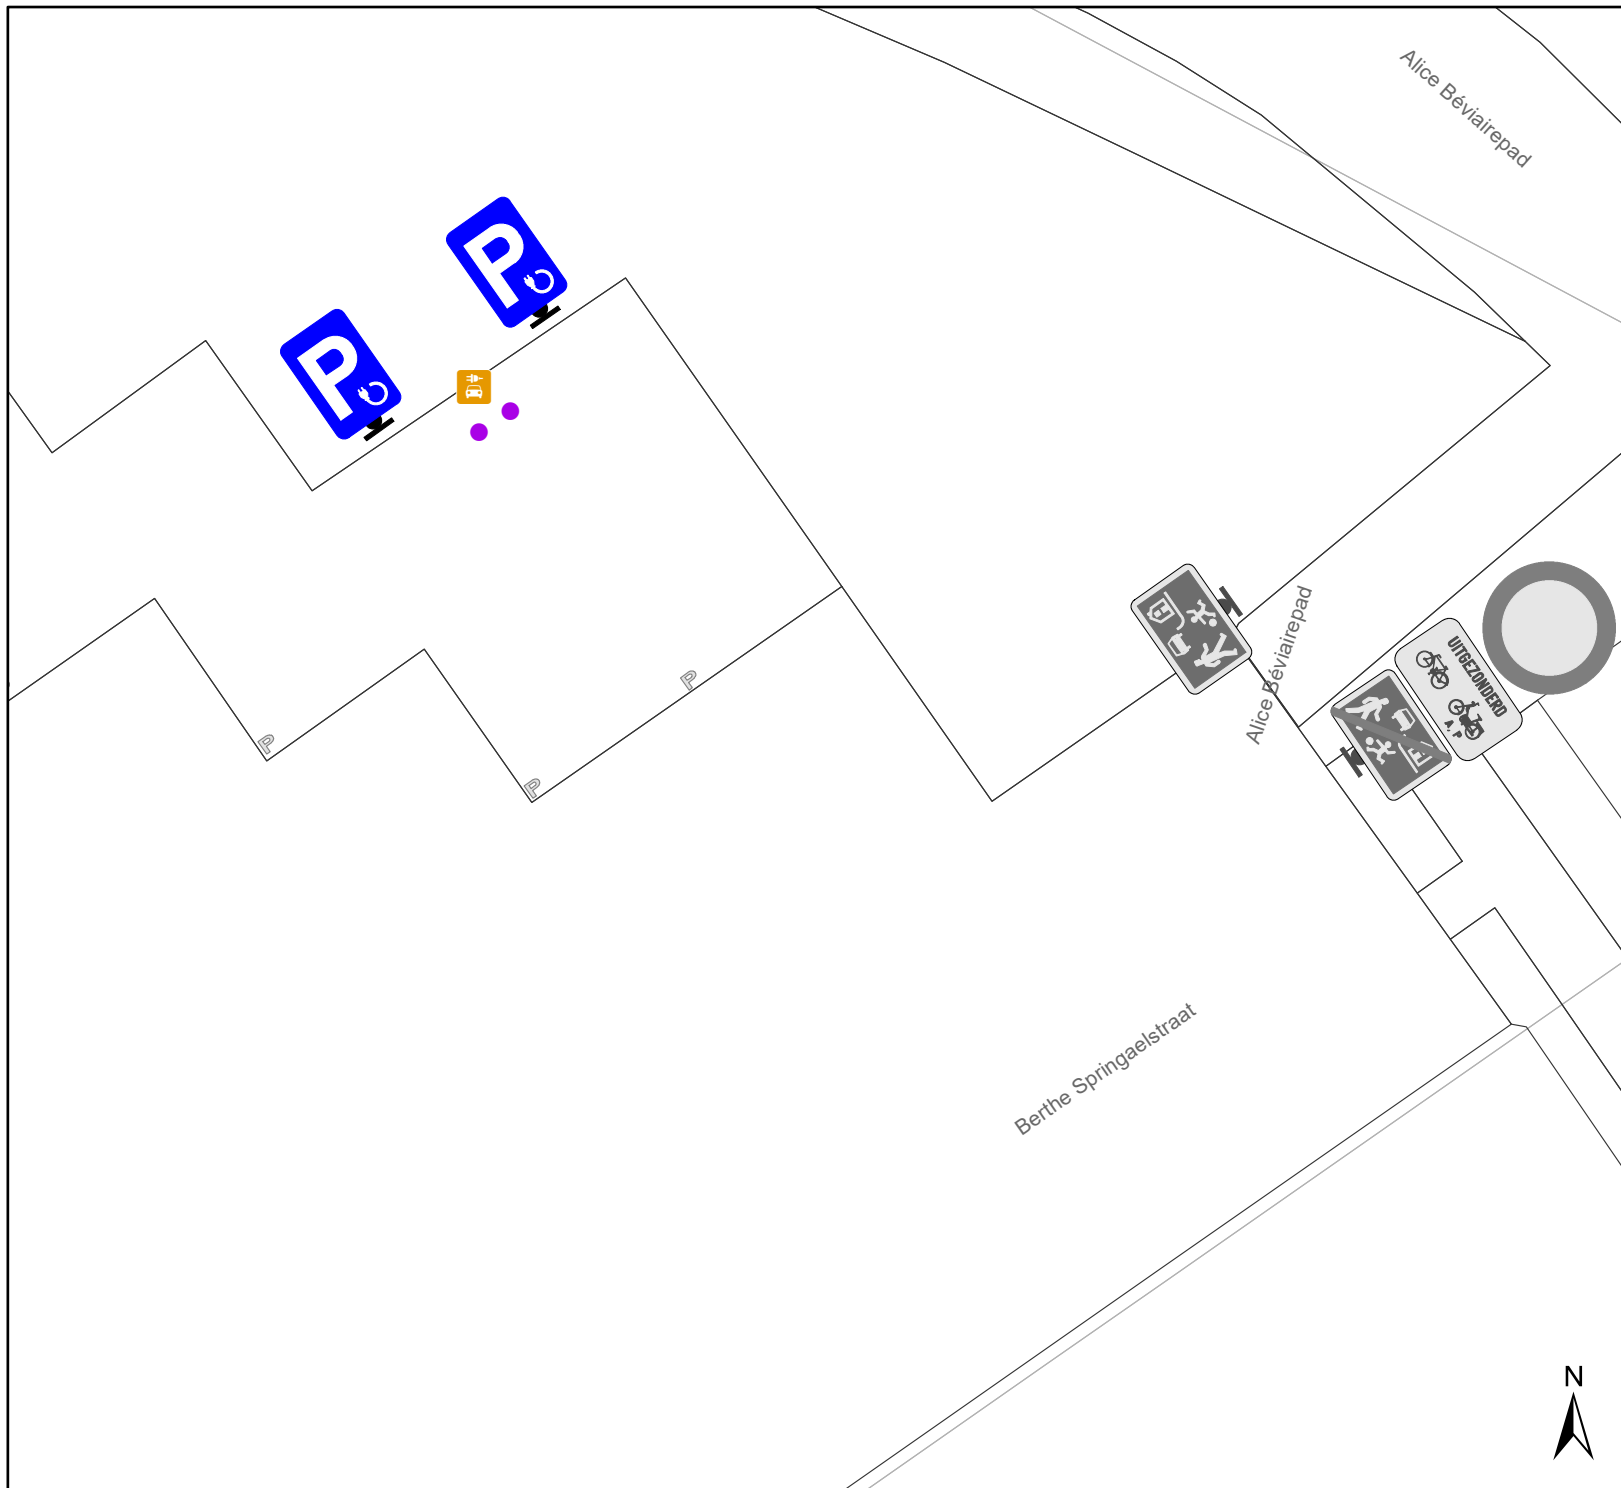 Alice Béviairepad
P
P
P
P
P
Alice Béviairepad
UITGEZONDERD
A, P
Berthe Springaelstraat
N